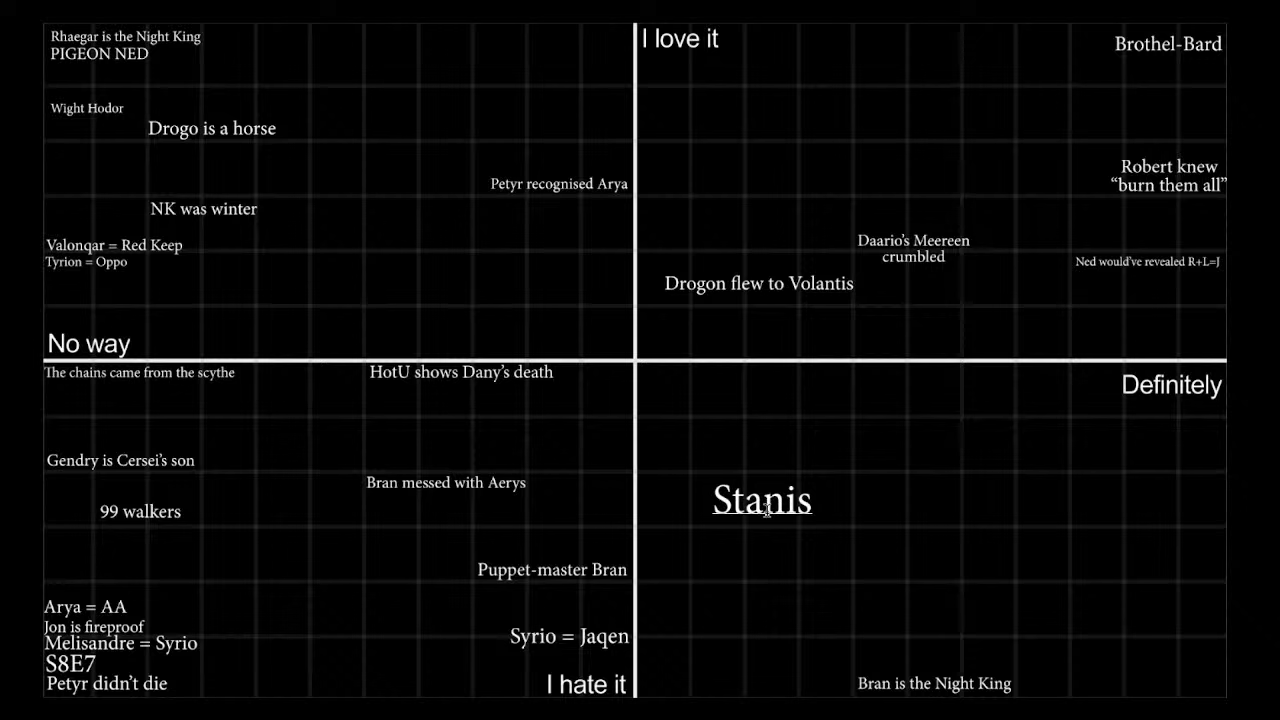 Rhaegar is the Night King
PIGEON NED
Wight Hodor
Drogo is a horse
Petyr recognised Arya
NK was winter
Valonqar = Red Keep
Tyrion = Oppo
No way
I love it
Brothel-Bard
Robert knew
“burn them all”
Daario’s Meereen
crumbled
Ned would’ve revealed R+L=J
Drogon flew to Volantis
The chains came from the scythe
HotU shows Dany’s death
Gendry is Cersei’s son
Bran messed with Aerys
99 walkers
Puppet-master Bran
Arya = AA
Jon is fireproof
Melisandre = Syrio
Syrio = Jaqen
S8E7
Petyr didn’t die
I hate it
Definitely
Stanis
Bran is the Night King